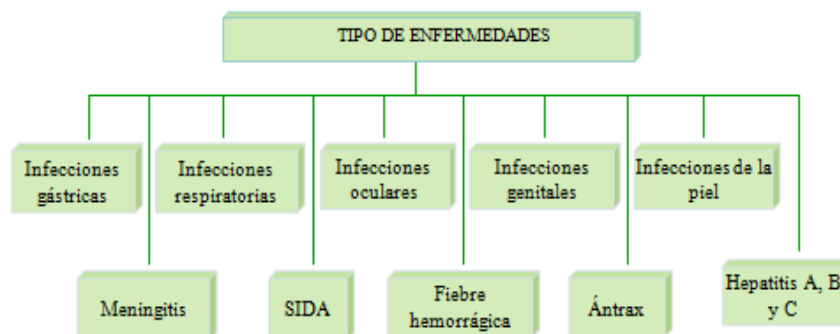 TIPO DE ENFERMEDADES
Infecciones
gástricas
Infecciones
respiratorias
Infecciones
oculares
Infecciones
genitales
Infecciones de la
piel
Meningitis
SIDA
Fiebre
hemorrágica
Ántrax
Hepatitis A, B
y C